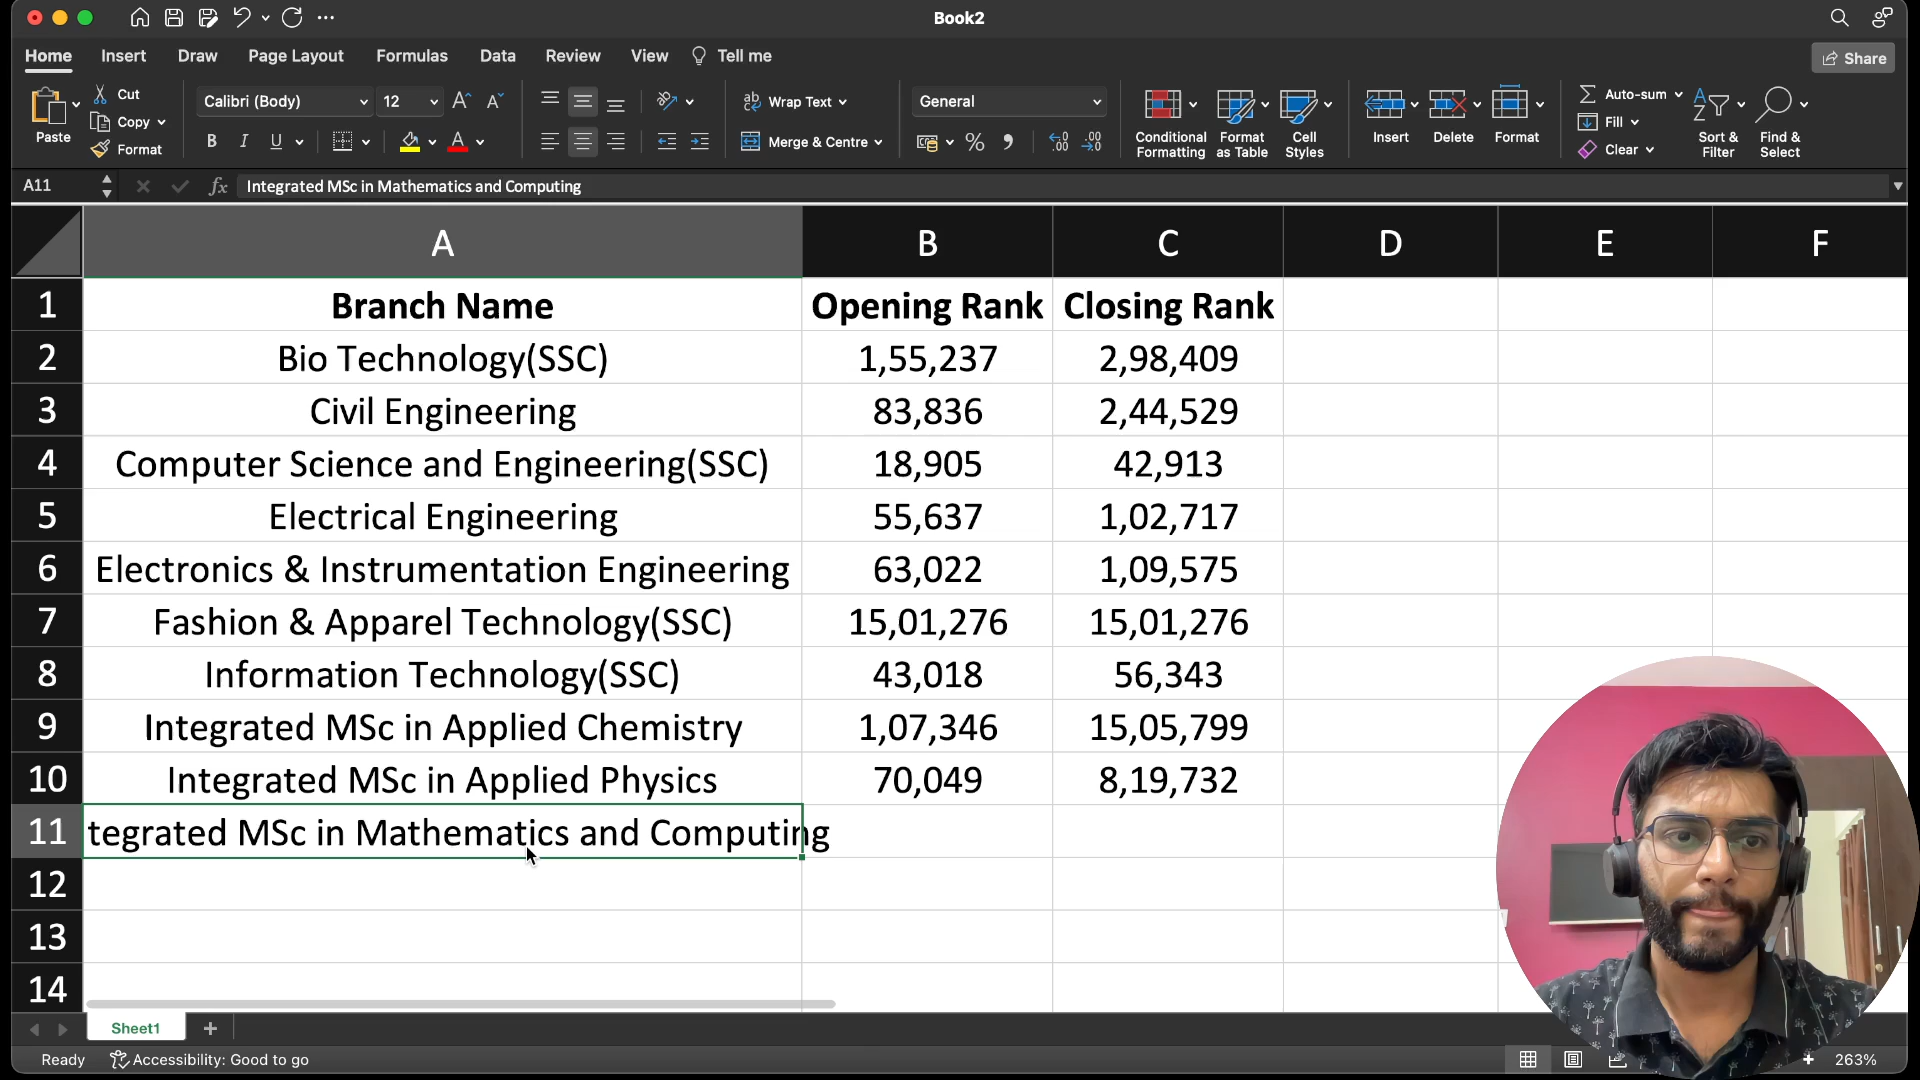 Book2
Home Insert Draw Page Layout Formulas Data Review View Tell me Share
Paste Cut Copy Format
Calibri (Body) 12
B I U A
Wrap Text
Merge & Centre
General
%
Conditional Formatting
Format as Table
Cell Styles
Insert Delete Format
Auto-sum
Fill
Clear
Sort & Filter
Find & Select
A11 fx Integrated MSc in Mathematics and Computing
A B C D E F
1 Branch Name Opening Rank Closing Rank
2 Bio Technology(SSC) 1,55,237 2,98,409
3 Civil Engineering 83,836 2,44,529
4 Computer Science and Engineering(SSC) 18,905 42,913
5 Electrical Engineering 55,637 1,02,717
6 Electronics & Instrumentation Engineering 63,022 1,09,575
7 Fashion & Apparel Technology(SSC) 15,01,276 15,01,276
8 Information Technology(SSC) 43,018 56,343
9 Integrated MSc in Applied Chemistry 1,07,346 15,05,799
10 Integrated MSc in Applied Physics 70,049 8,19,732
11 tegrated MSc in Mathematics and Computing
12
13
14
Sheet1 +
Ready Accessibility: Good to go + 263%